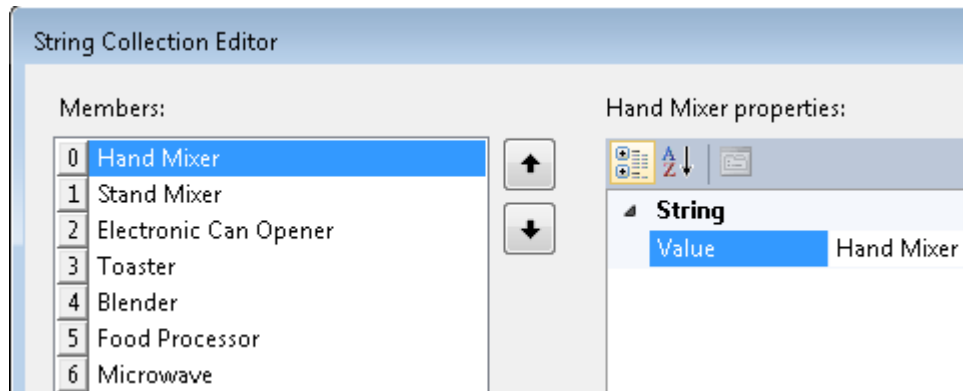 String Collection Editor
Members:
0 Hand Mixer
1 Stand Mixer
2 Electronic Can Opener
3 Toaster
4 Blender
5 Food Processor
6 Microwave
Hand Mixer properties:
A
Z
String
Value Hand Mixer